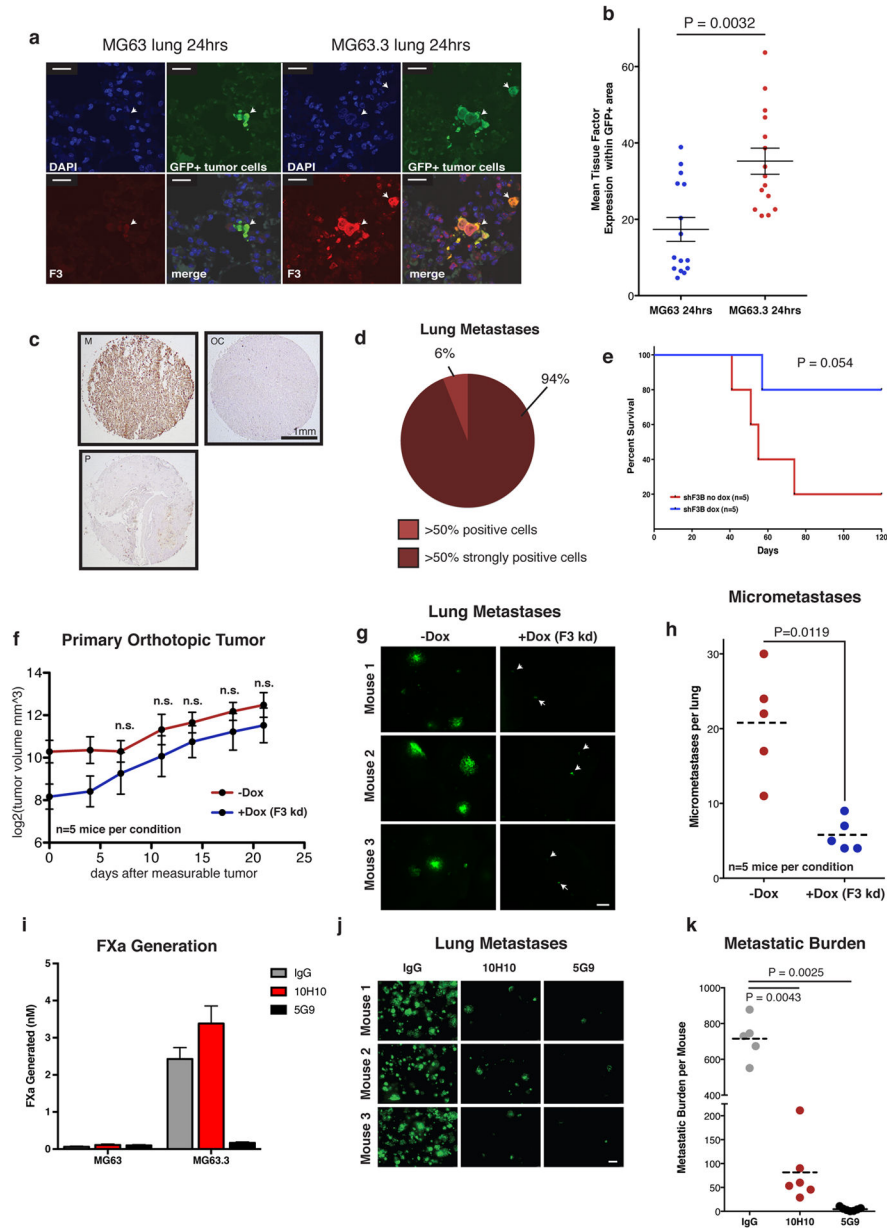 a
MG63 lung 24hrs
MG63.3 lung 24hrs
DAPI
GFP+ tumor cells
DAPI
GFP+ tumor cells
F3
merge
F3
merge
b
P = 0.0032
Mean Tissue Factor
Expression within GFP+ area
80
60
40
20
0
MG63 24hrs
MG63.3 24hrs
c
M
OC
1mm
P
d
Lung Metastases
6%
94%
>50% positive cells
>50% strongly positive cells
e
P = 0.054
Percent Survival
100
80
60
40
20
shF3B no dox (n=5)
shF3B dox (n=5)
0
20
40
60
80
100
120
Days
f
Primary Orthotopic Tumor
log2(tumor volume mm^3)
14
12
10
8
6
n.s.
n.s.
n.s.
n.s.
n.s.
-Dox
+Dox (F3 kd)
n=5 mice per condition
0
5
10
15
20
25
days after measurable tumor
g
Lung Metastases
-Dox
+Dox (F3 kd)
Mouse 1
Mouse 2
Mouse 3
h
Micrometastases
P=0.0119
Micrometastases per lung
30
20
10
0
n=5 mice per condition
-Dox
+Dox (F3 kd)
i
FXa Generation
FXa Generated (nM)
5
4
3
2
1
0
IgG
10H10
5G9
MG63
MG63.3
j
Lung Metastases
IgG
10H10
5G9
Mouse 1
Mouse 2
Mouse 3
k
Metastatic Burden
P = 0.0025
P = 0.0043
Metastatic Burden per Mouse
1000
800
600
400
200
150
100
50
0
IgG
10H10
5G9